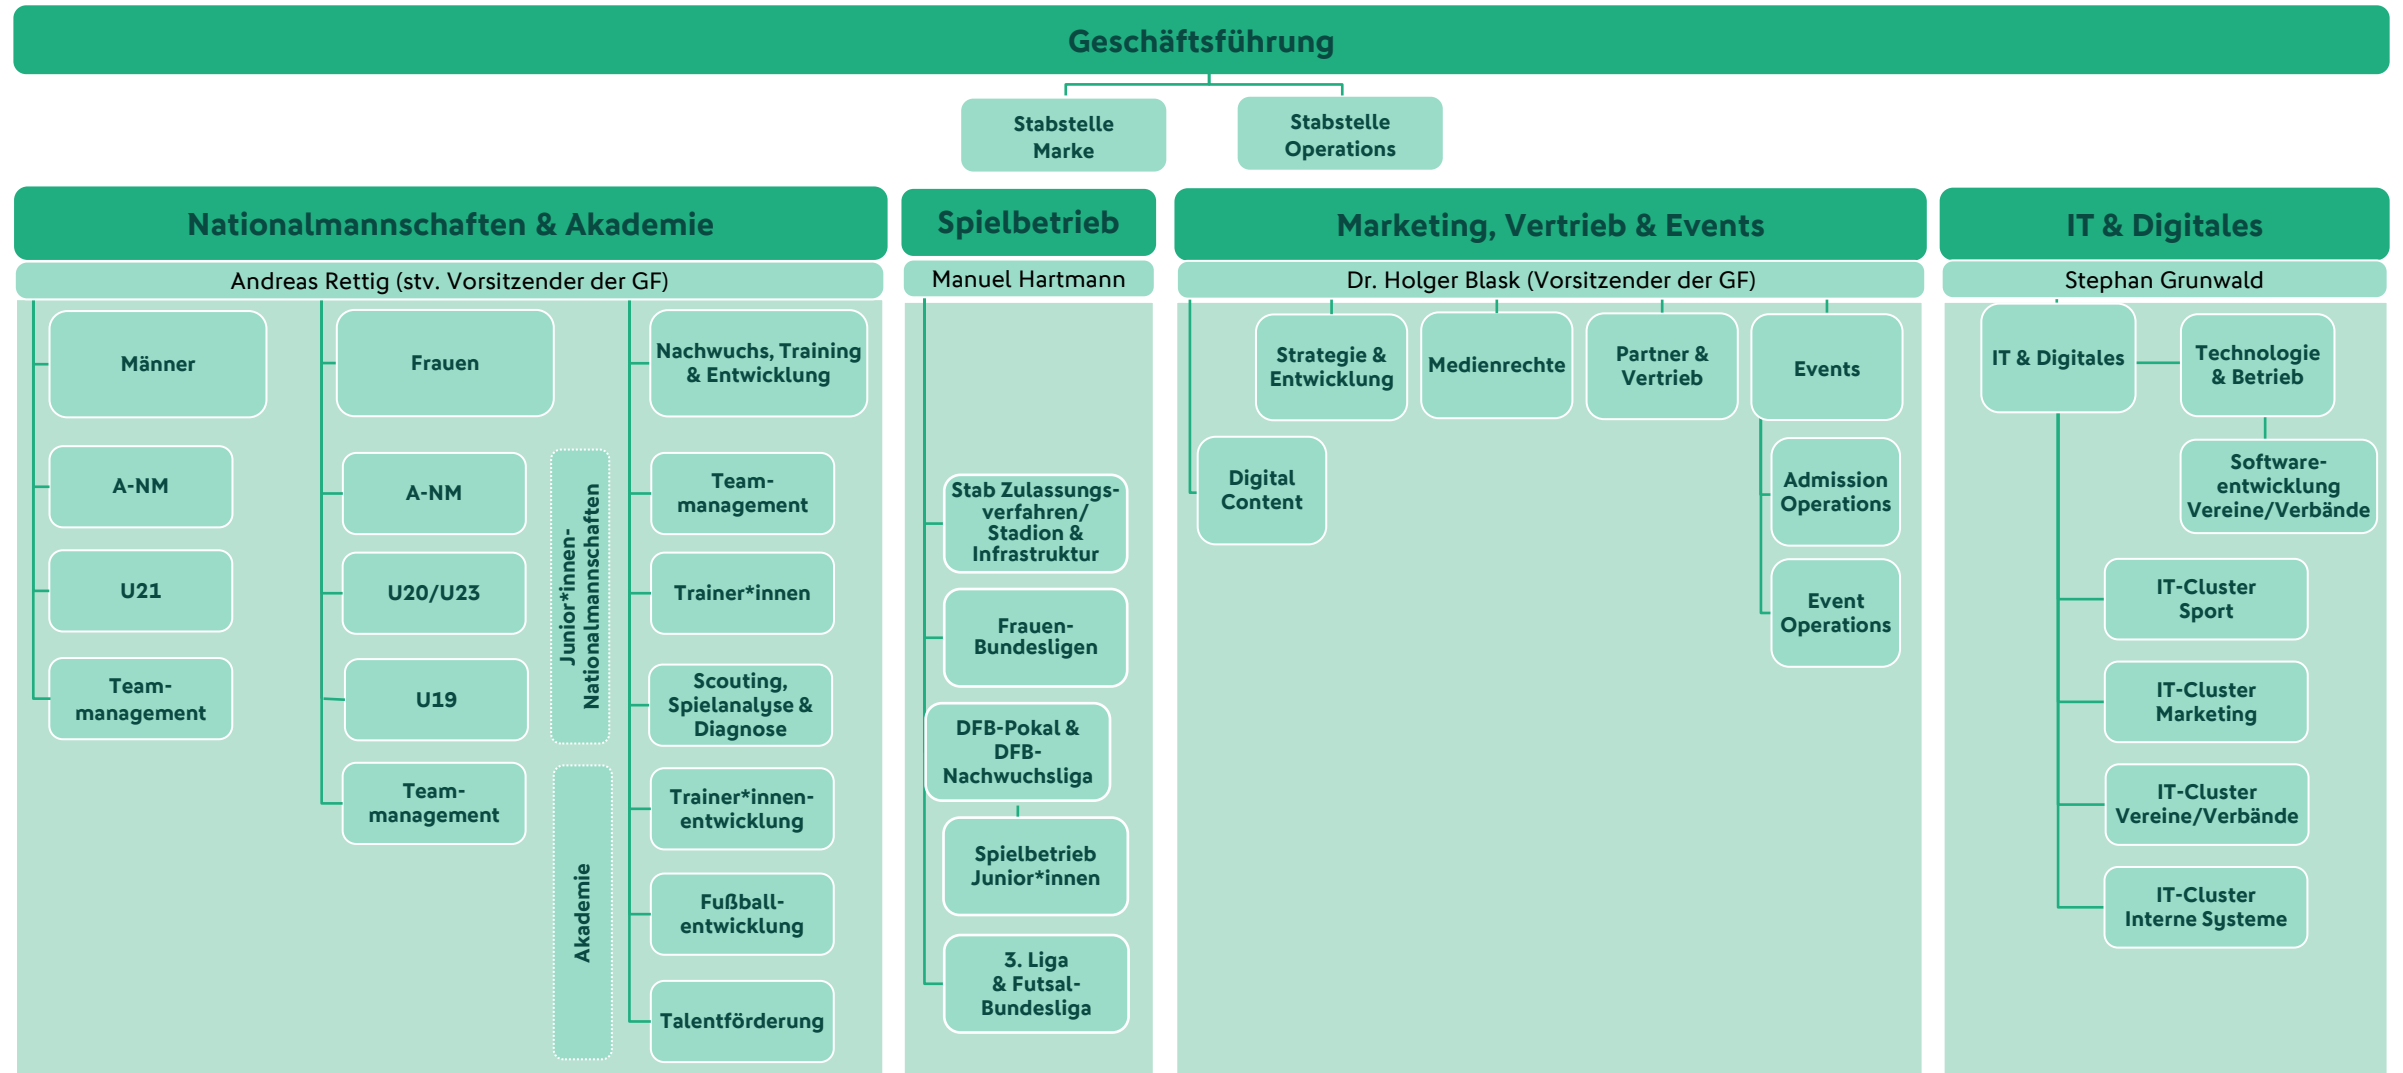 Geschäftsführung
Stabstelle
Marke
Stabstelle
Operations
Nationalmannschaften & Akademie
Andreas Rettig (stv. Vorsitzender der GF)
Männer
A-NM
U21
Team-
management
Frauen
A-NM
U20/U23
U19
Team-
management
Junior*innen-
Nationalmannschaften
Akademie
Nachwuchs, Training
& Entwicklung
Team-
management
Trainer*innen
Scouting,
Spielanalyse &
Diagnose
Trainer*innen-
entwicklung
Fußball-
entwicklung
Talentförderung
Spielbetrieb
Manuel Hartmann
Stab Zulassungs-
verfahren/
Stadion &
Infrastruktur
Frauen-
Bundesligen
DFB-Pokal &
DFB-
Nachwuchsliga
Spielbetrieb
Junior*innen
3. Liga
& Futsal-
Bundesliga
Marketing, Vertrieb & Events
Dr. Holger Blask (Vorsitzender der GF)
Digital
Content
Strategie &
Entwicklung
Medienrechte
Partner &
Vertrieb
Events
Admission
Operations
Event
Operations
IT & Digitales
Stephan Grunwald
IT & Digitales
Technologie
& Betrieb
Software-
entwicklung
Vereine/Verbände
IT-Cluster
Sport
IT-Cluster
Marketing
IT-Cluster
Vereine/Verbände
IT-Cluster
Interne Systeme